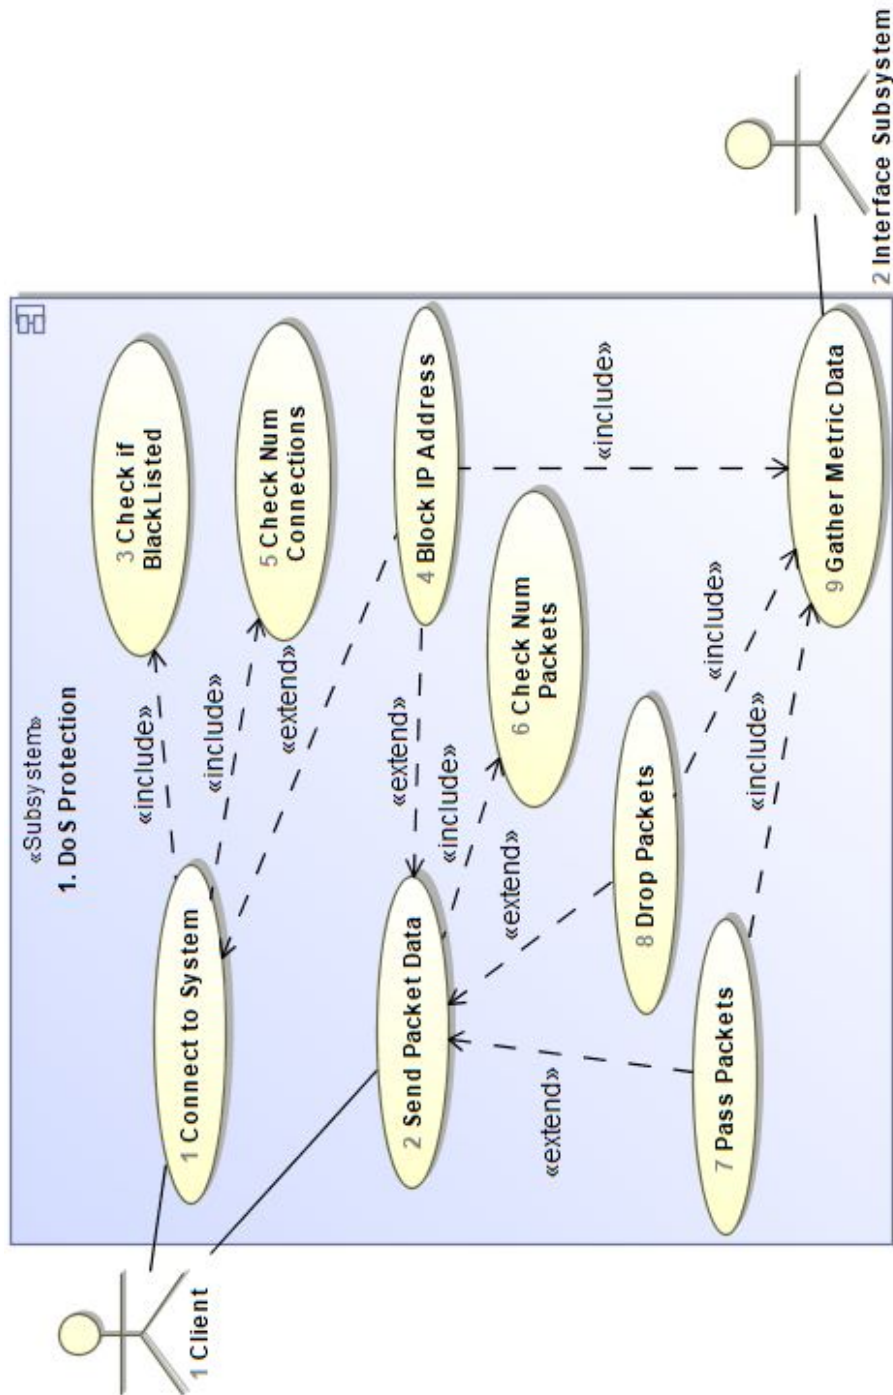 «Subsystem»
1. DoS Protection
1 Client
1 Connect to System
«include»
3 Check if
BlackListed
«include»
5 Check Num
Connections
«extend»
2 Send Packet Data
«extend»
4 Block IP Address
«include»
6 Check Num
Packets
«extend»
8 Drop Packets
«include»
«extend»
7 Pass Packets
«include»
«include»
9 Gather Metric Data
2 Interface Subsystem